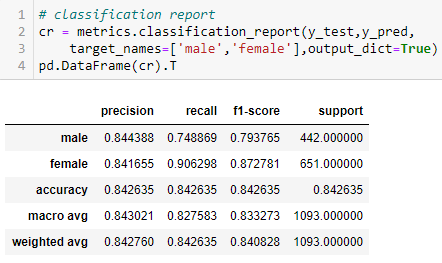 1 # classification report
2 cr = metrics.classification_report(y_test,y_pred,
3 target_names=['male','female'],output_dict=True)
4 pd.DataFrame(cr).T
precision recall f1-score support
male 0.844388 0.748869 0.793765 442.000000
female 0.841655 0.906298 0.872781 651.000000
accuracy 0.842635 0.842635 0.842635 0.842635
macro avg 0.843021 0.827583 0.833273 1093.000000
weighted avg 0.842760 0.842635 0.840828 1093.000000